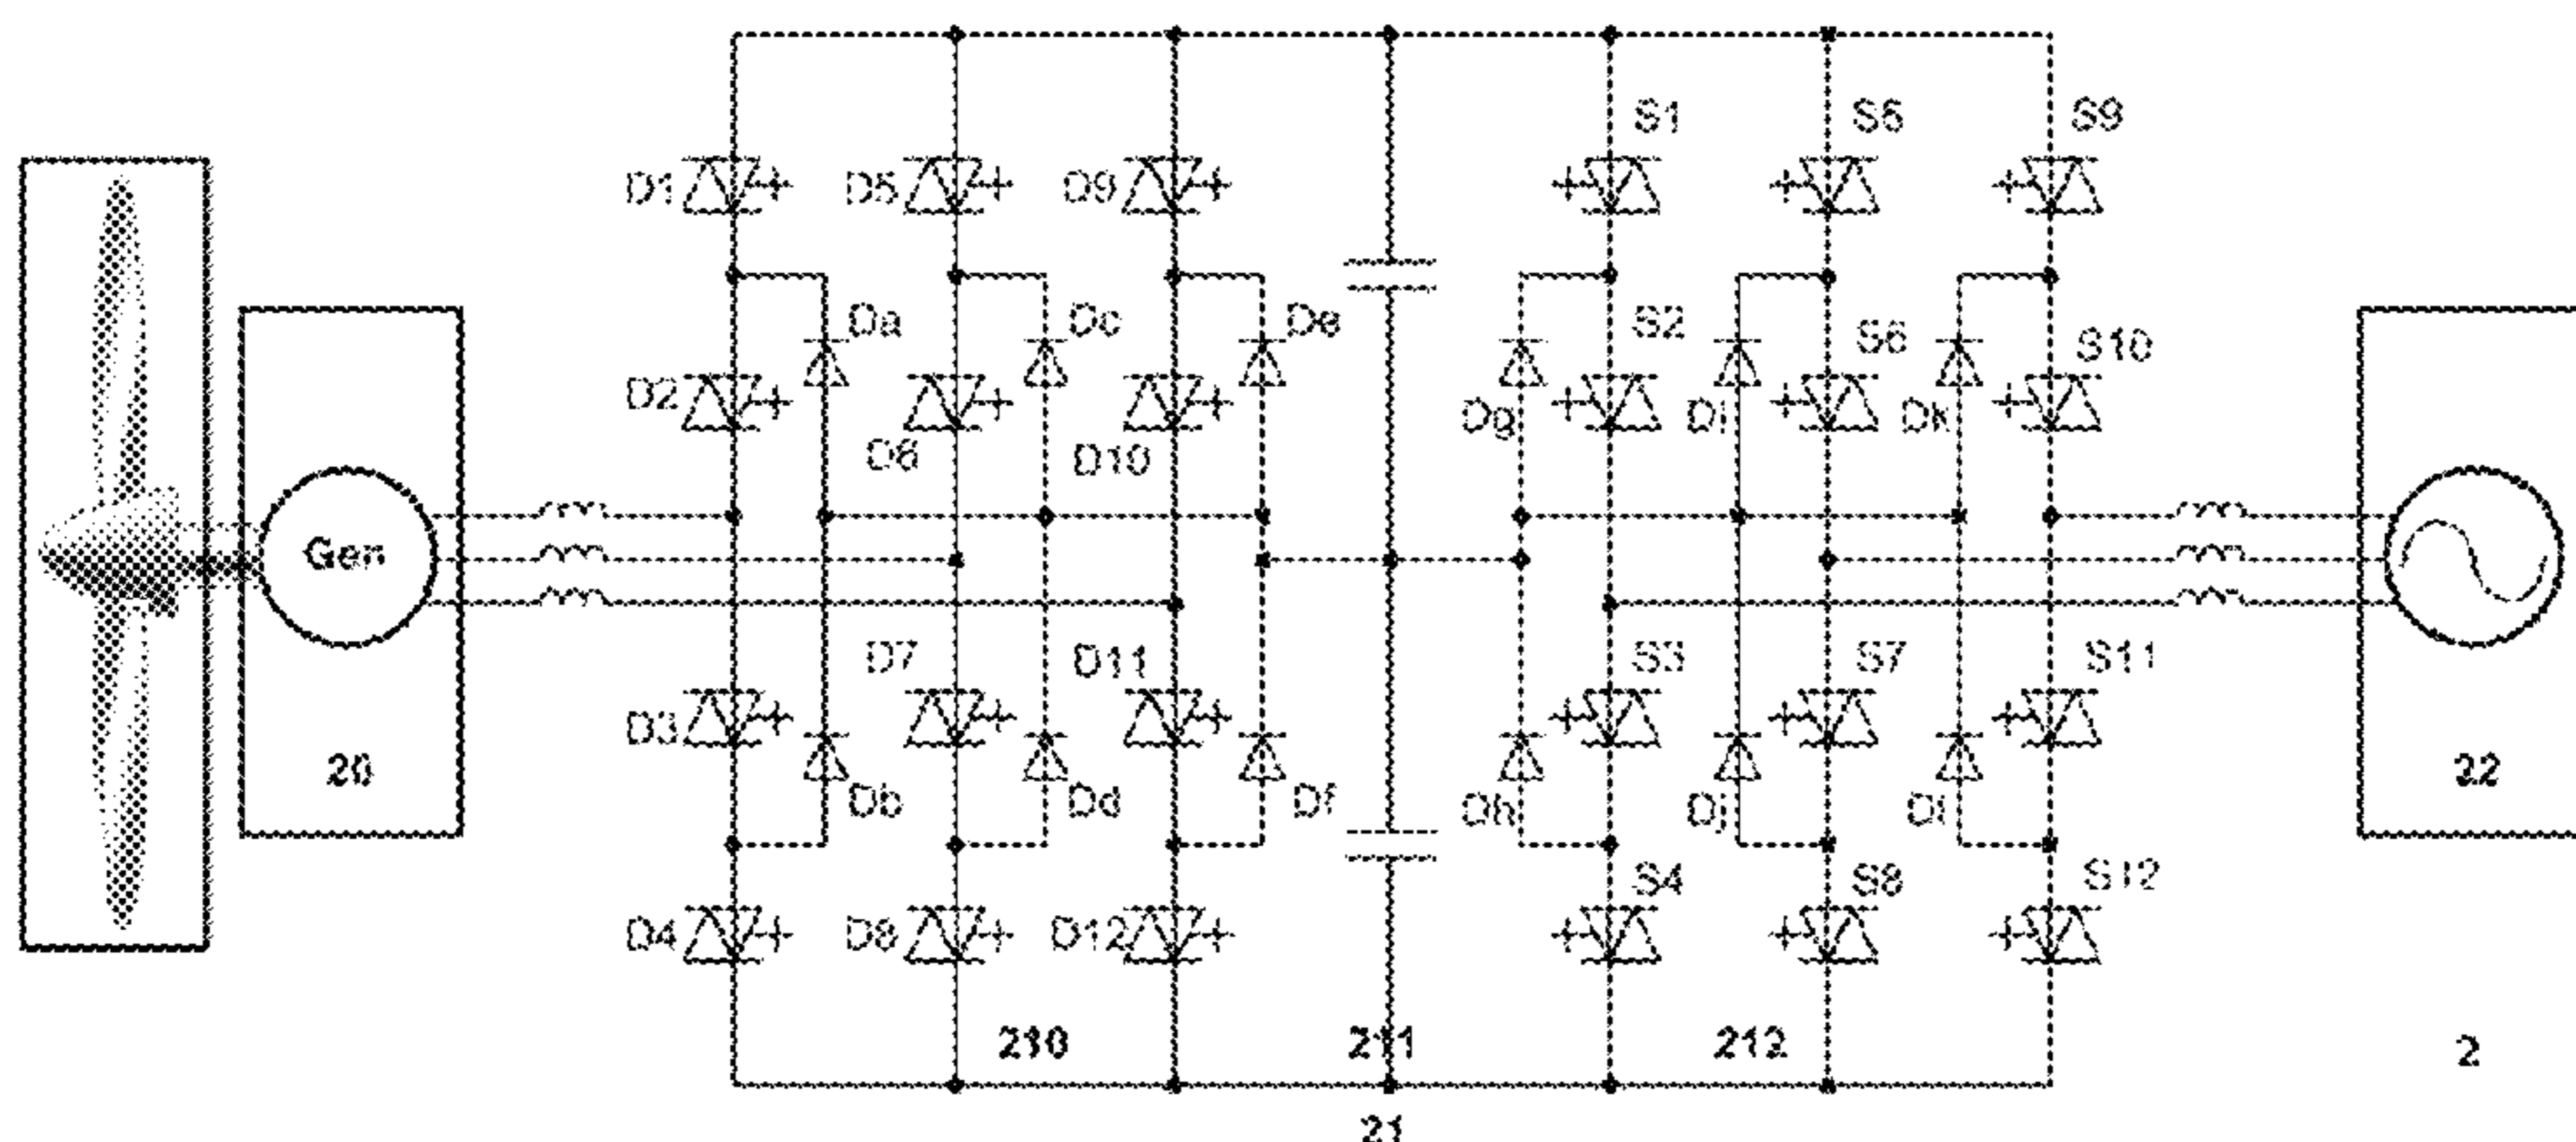 S1 S5 S9
D1 D5 D9
Da Dc De S2 S6 S10
D2 Dg Di Dk
D6 D10
Gen
D7 D11 S3 S7 S11
D3
20 22
Db Dd Df Dh Dj Dl
S4 S8 S12
D4 D8 D12
210 211 212 2
21